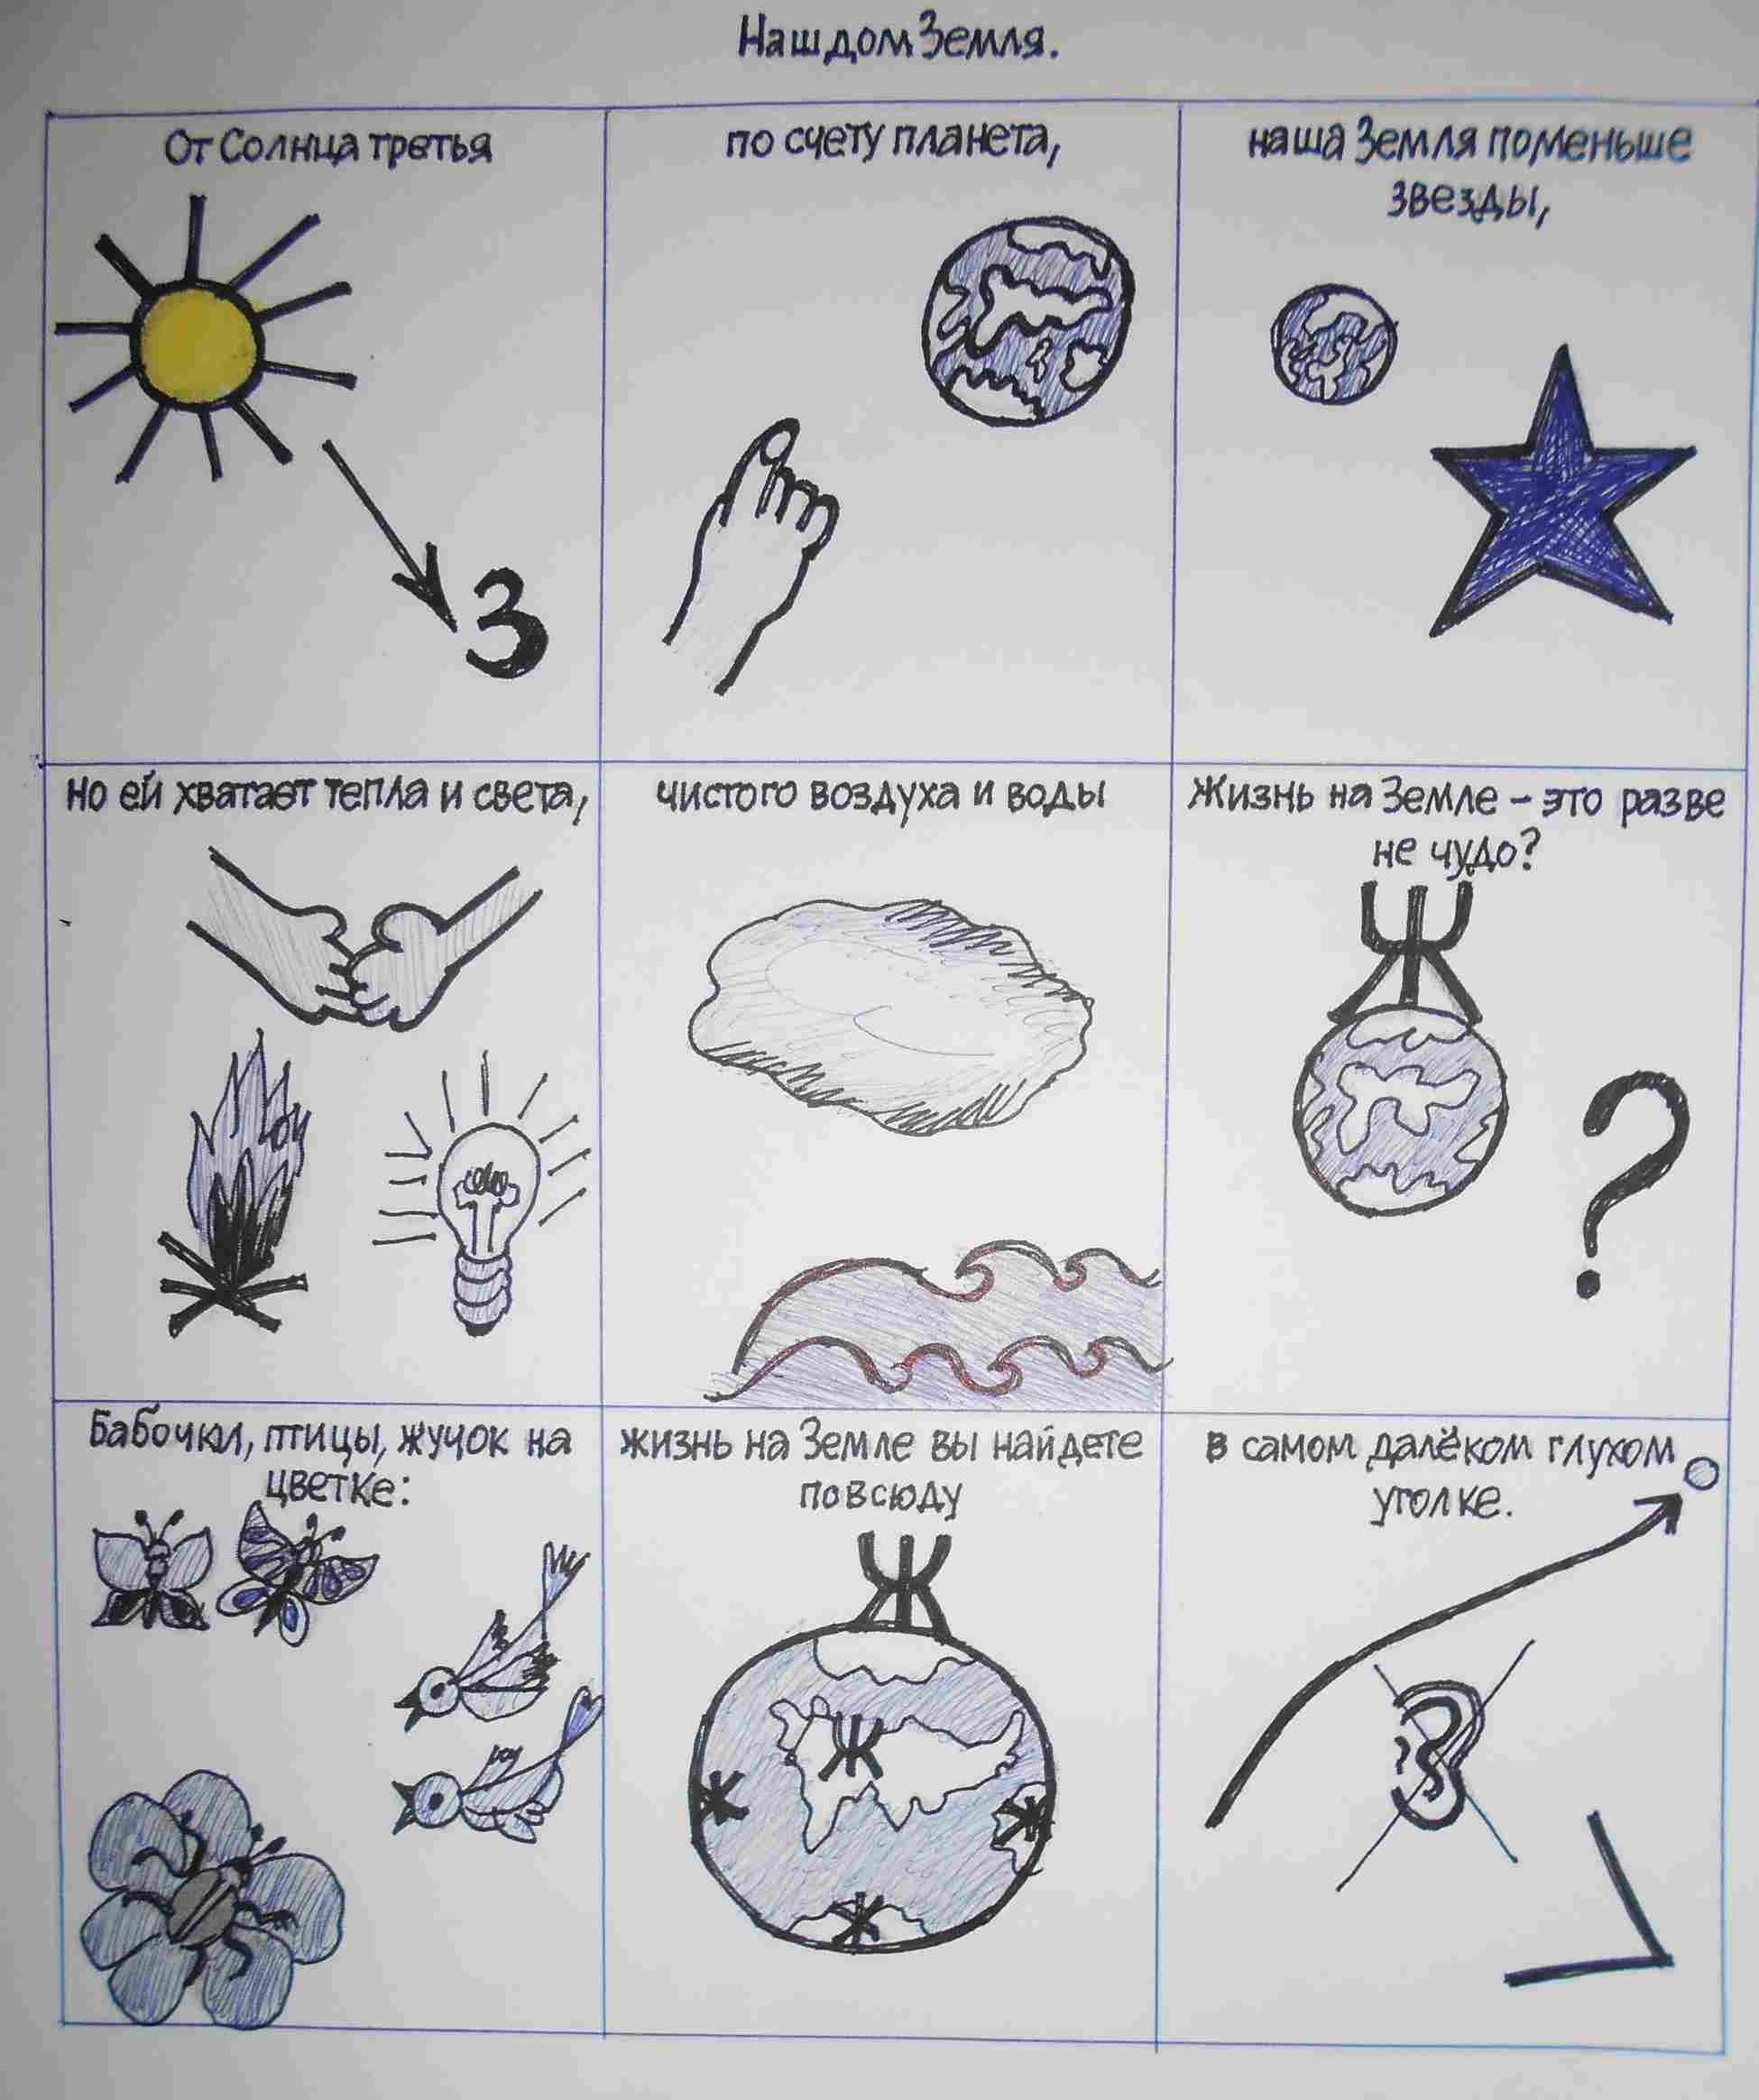 Наш дом Земля.
От Солнца третья
3
по счету планета,
наша Земля поменьше
звезды,
но ей хватает тепла и света,
чистого воздуха и воды
Жизнь на Земле – это разве
не чудо?
Ж
?
Бабочки, птицы, жучок на
цветке:
жизнь на Земле вы найдете
повсюду
Ж
Ж
Ж
Ж
Ж
в самом далёком глухом
уголке.